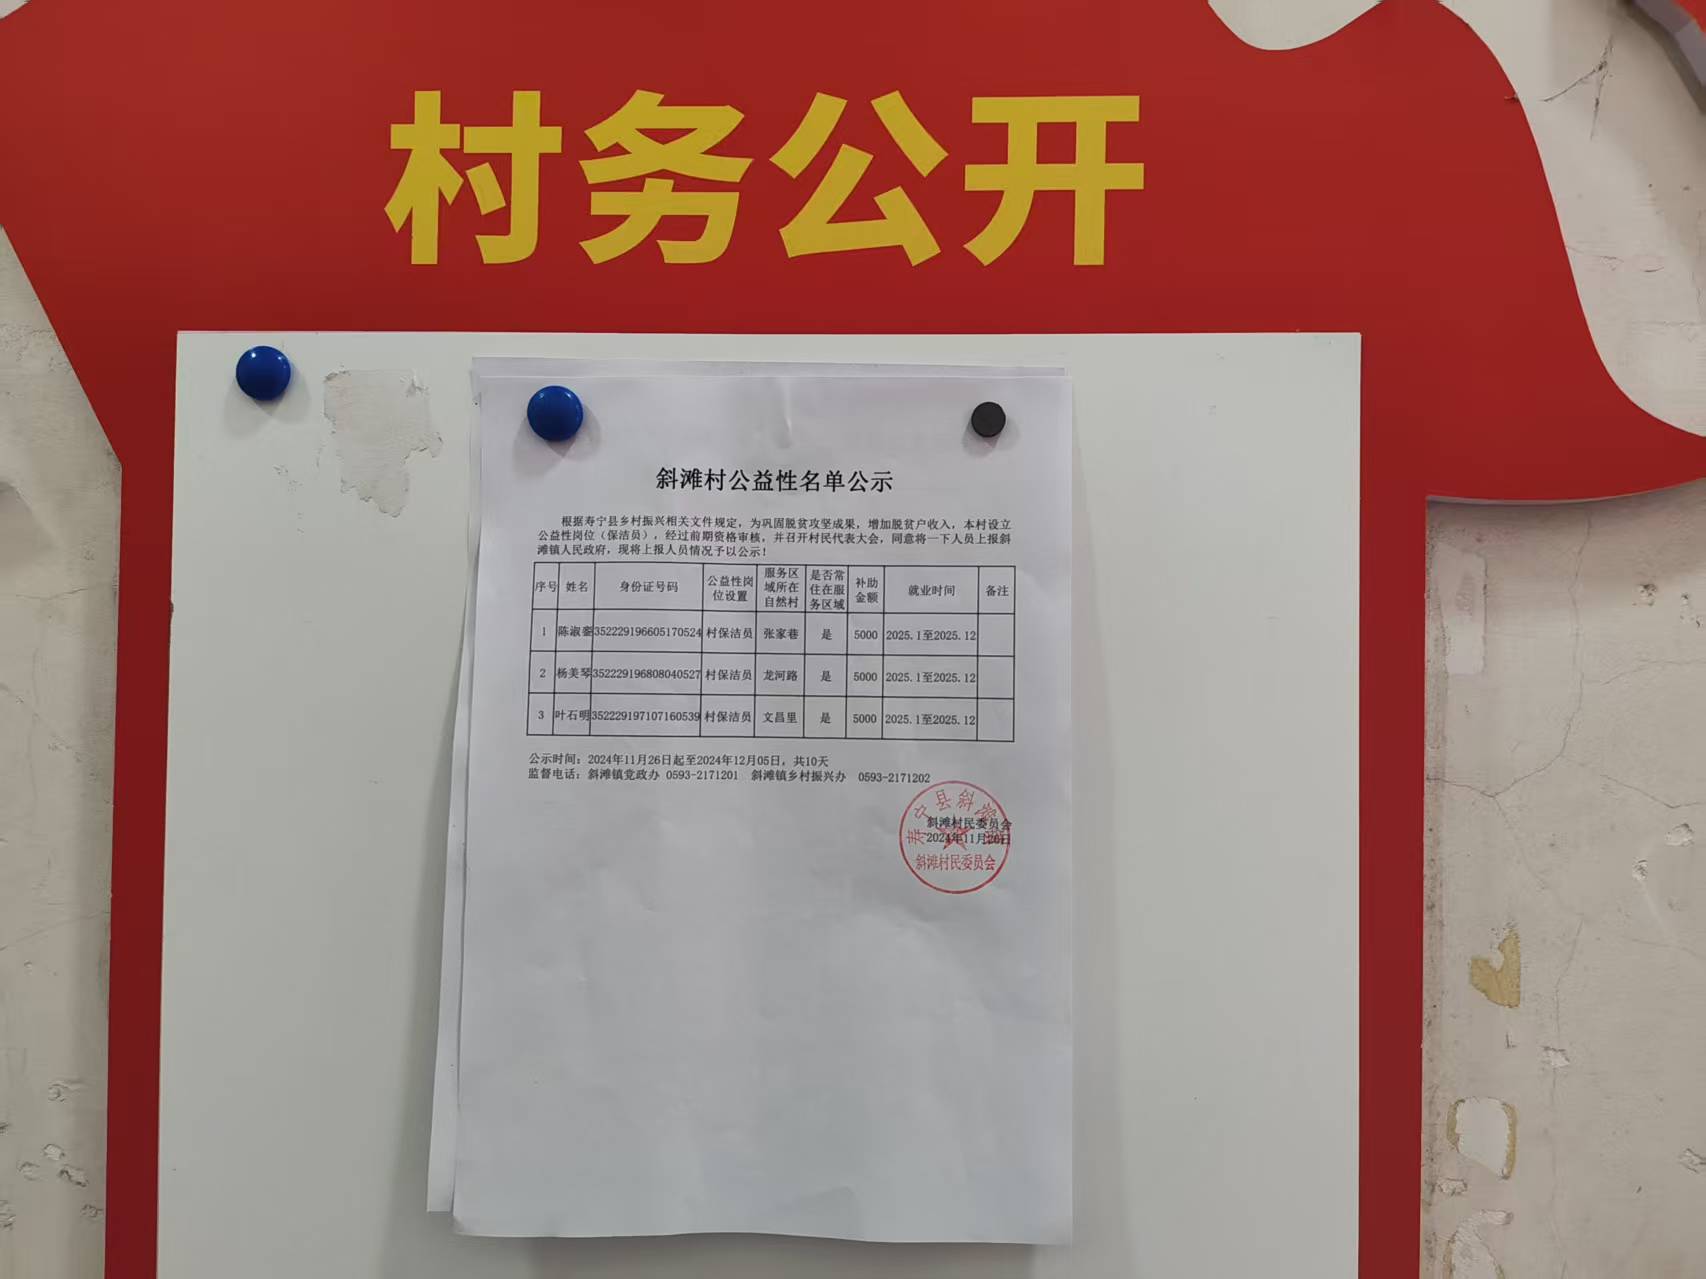 村务公开
斜滩村公益性名单公示
根据寿宁县乡村振兴相关文件规定，为巩固脱贫攻坚成果，增加脱贫户收入，本村设立
公益性岗位（保洁员），经过前期资格审核，并召开村民代表大会，同意将一下人员上报斜
滩镇人民政府，现将上报人员情况予以公示！
序号 姓名 身份证号码 公益性岗位设置 服务区域所在自然村 是否常住在服务区域 补助金额 就业时间 备注
1 陈淑銮 352229196605170524 村保洁员 张家巷 是 5000 2025.1至2025.12
2 杨美琴 352229196808040527 村保洁员 龙河路 是 5000 2025.1至2025.12
3 叶石明 352229197107160539 村保洁员 文昌里 是 5000 2025.1至2025.12
公示时间：2024年11月26日起至2024年12月05日，共10天
监督电话：斜滩镇党政办 0593-2171201 斜滩镇乡村振兴办 0593-2171202
斜滩村民委员会
2024年11月26日
寿宁县斜滩镇
斜滩村民委员会